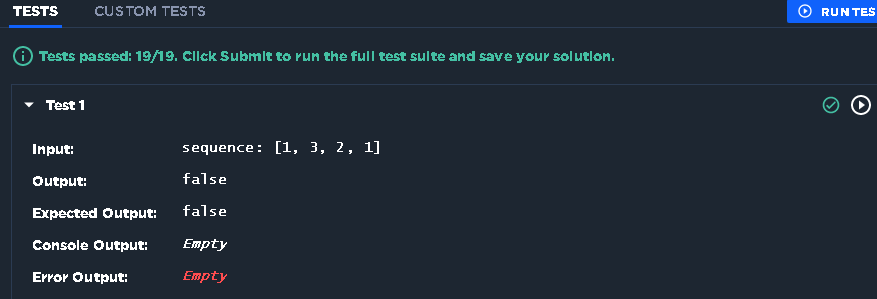 TESTS CUSTOM TESTS RUN TES
Tests passed: 19/19. Click Submit to run the full test suite and save your solution.
Test 1
Input: sequence: [1, 3, 2, 1]
Output: false
Expected Output: false
Console Output: Empty
Error Output: Empty